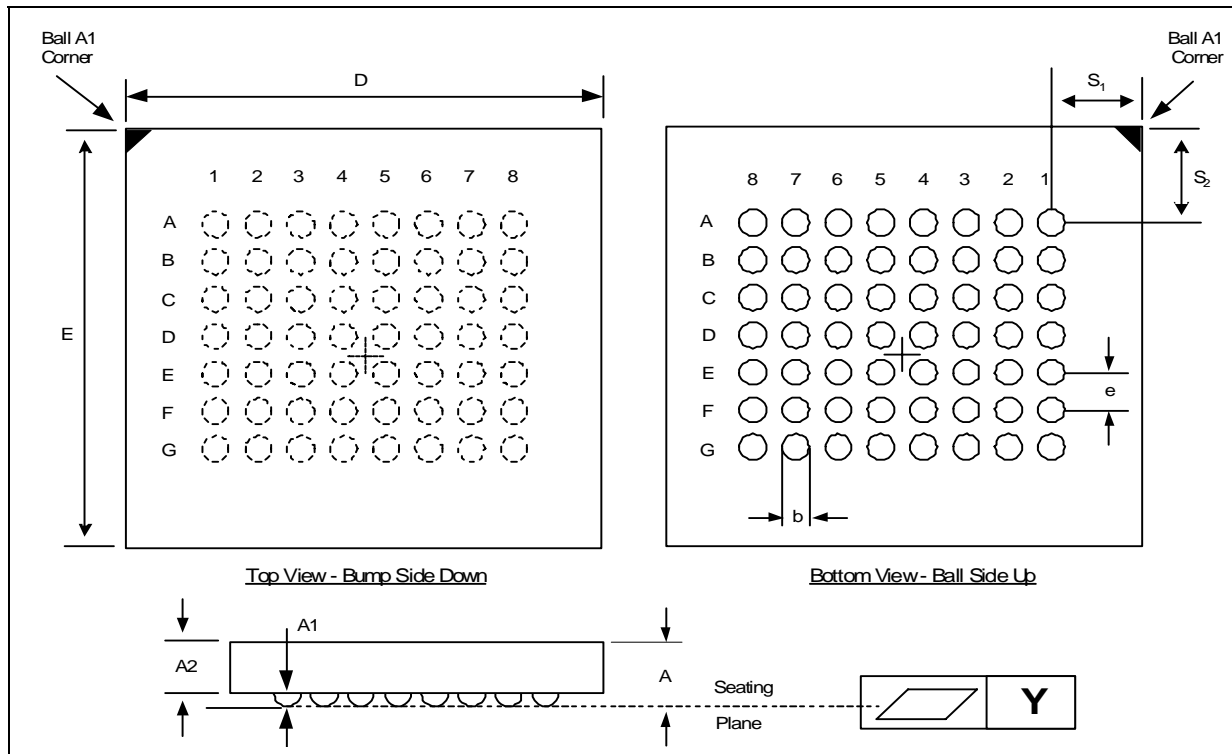 Ball A1
Corner
D
S₁
Ball A1
Corner
E
S₂
1 2 3 4 5 6 7 8
A
B
C
D
E
F
G
8 7 6 5 4 3 2 1
A
B
C
D
E
F
G
e
b
Top View - Bump Side Down
Bottom View - Ball Side Up
A1
A2
A
Seating
Plane
Y